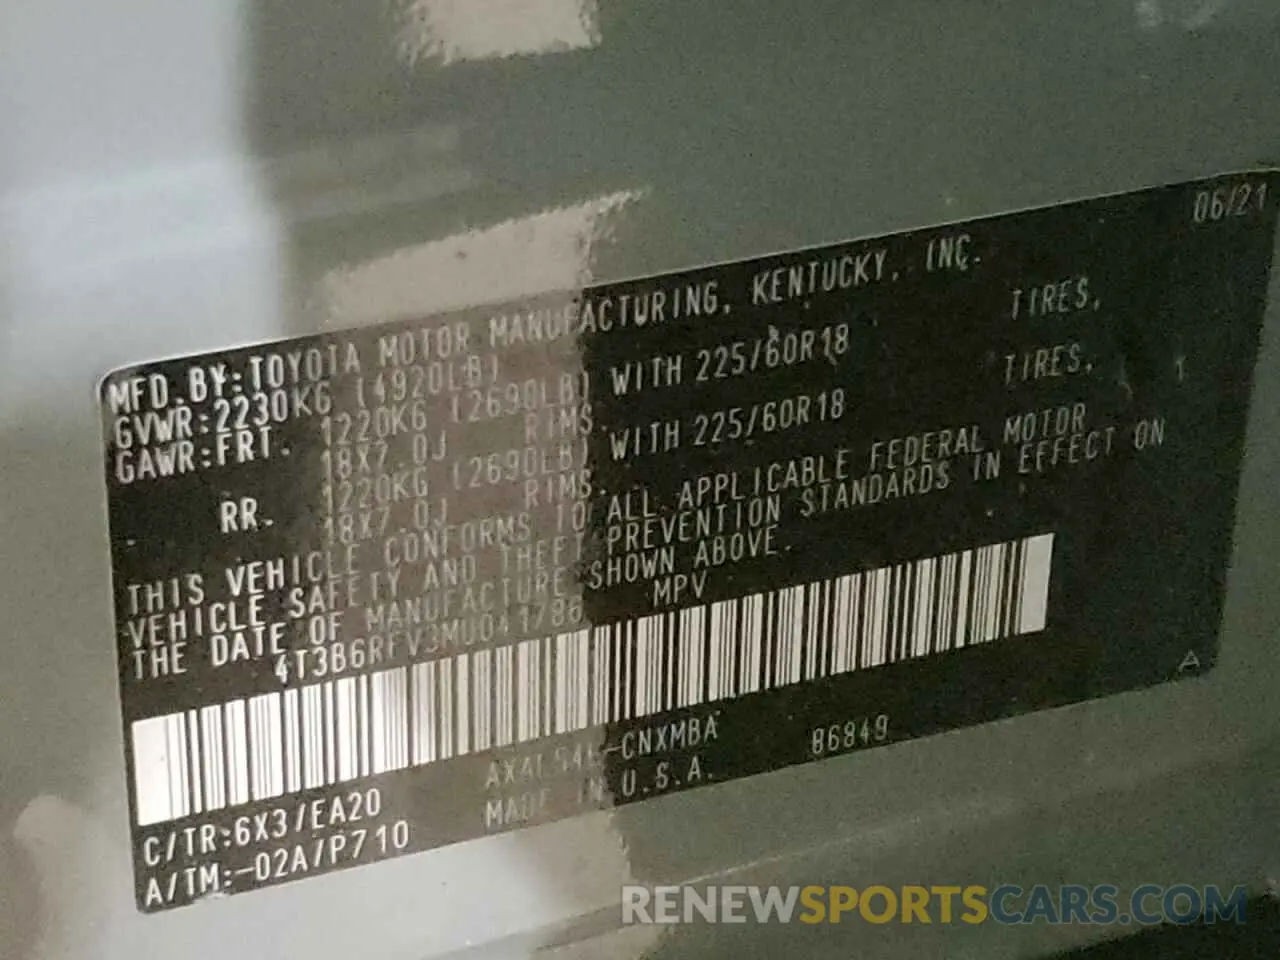 06/21
MFD.BY:TOYOTA MOTOR MANUFACTURING, KENTUCKY, INC.
GVWR:2230KG (4920LB)
GAWR:FRT. 1220KG (2690LB) WITH 225/60R18 TIRES,
18X7.0J RIMS.
RR. 1220KG (2690LB) WITH 225/60R18 TIRES,
18X7.0J RIMS.
THIS VEHICLE CONFORMS TO ALL APPLICABLE FEDERAL MOTOR
VEHICLE SAFETY AND THEFT PREVENTION STANDARDS IN EFFECT ON
THE DATE OF MANUFACTURE SHOWN ABOVE.
4T3B6RFV3MU041786 MPV
A
C/TR:6X3/EA20 AXAL54L-CNXMBA 86849
A/TM:-02A/P710 MADE IN U.S.A.
RENEWSPORTSCARS.COM